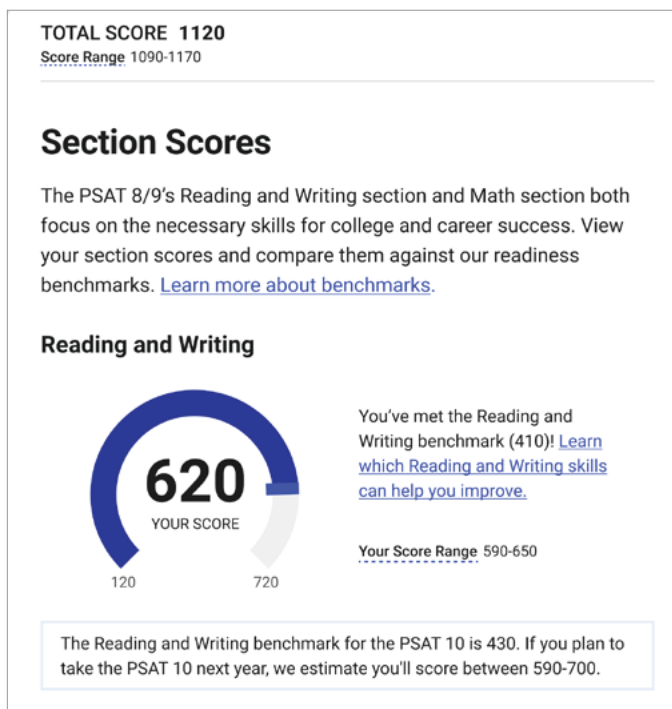 TOTAL SCORE 1120
Score Range 1090-1170
Section Scores
The PSAT 8/9’s Reading and Writing section and Math section both
focus on the necessary skills for college and career success. View
your section scores and compare them against our readiness
benchmarks. Learn more about benchmarks.
Reading and Writing
620
YOUR SCORE
120
720
You’ve met the Reading and
Writing benchmark (410)! Learn
which Reading and Writing skills
can help you improve.
Your Score Range 590-650
The Reading and Writing benchmark for the PSAT 10 is 430. If you plan to
take the PSAT 10 next year, we estimate you'll score between 590-700.